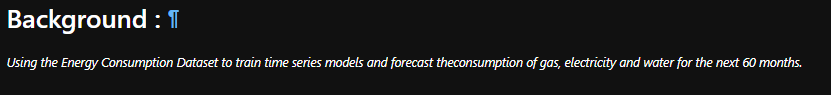 Background : ¶
Using the Energy Consumption Dataset to train time series models and forecast theconsumption of gas, electricity and water for the next 60 months.